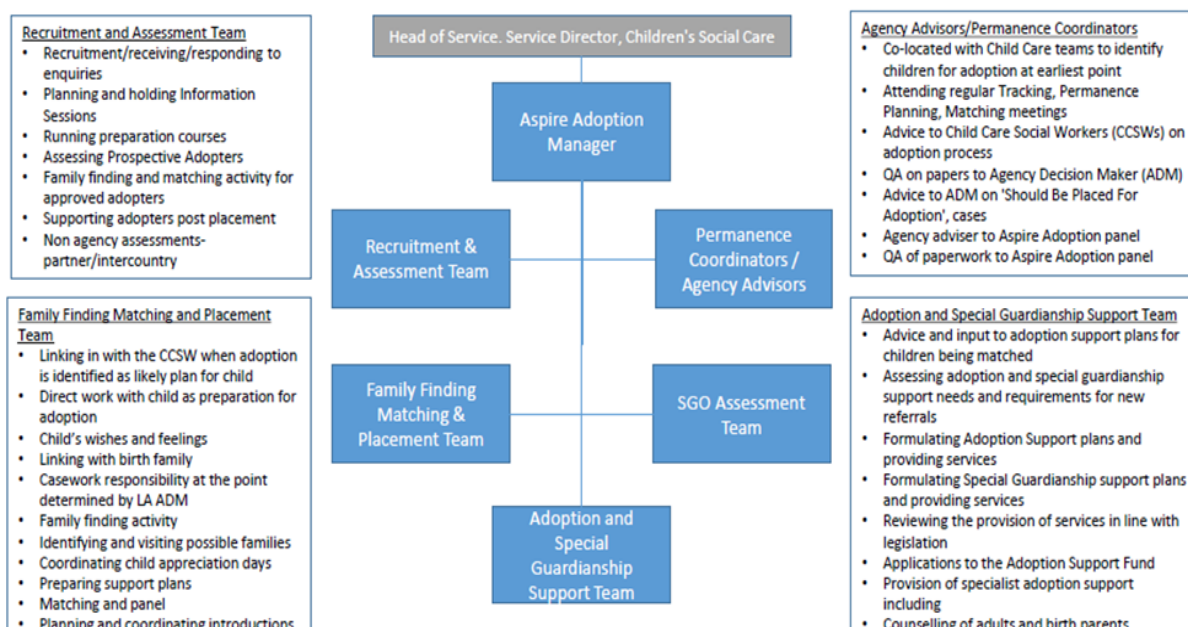 Recruitment and Assessment Team
• Recruitment/receiving/responding to
enquiries
• Planning and holding Information
Sessions
• Running preparation courses
• Assessing Prospective Adopters
• Family finding and matching activity for
approved adopters
• Supporting adopters post placement
• Non agency assessments-
partner/intercountry
Family Finding Matching and Placement
Team
• Linking in with the CCSW when adoption
is identified as likely plan for child
• Direct work with child as preparation for
adoption
• Child's wishes and feelings
• Linking with birth family
• Casework responsibility at the point
determined by LA ADM
• Family finding activity
• Identifying and visiting possible families
• Coordinating child appreciation days
• Preparing support plans
• Matching and panel
• Planning and coordinating introductions
Head of Service. Service Director, Children's Social Care
Aspire Adoption
Manager
Recruitment &
Assessment Team
Permanence
Coordinators /
Agency Advisors
Family Finding
Matching &
Placement Team
SGO Assessment
Team
Adoption and
Special
Guardianship
Support Team
Agency Advisors/Permanence Coordinators
• Co-located with Child Care teams to identify
children for adoption at earliest point
• Attending regular Tracking, Permanence
Planning, Matching meetings
• Advice to Child Care Social Workers (CCSWs) on
adoption process
• QA on papers to Agency Decision Maker (ADM)
• Advice to ADM on 'Should Be Placed For
Adoption', cases
• Agency adviser to Aspire Adoption panel
• QA of paperwork to Aspire Adoption panel
Adoption and Special Guardianship Support Team
• Advice and input to adoption support plans for
children being matched
• Assessing adoption and special guardianship
support needs and requirements for new
referrals
• Formulating Adoption Support plans and
providing services
• Formulating Special Guardianship support plans
and providing services
• Reviewing the provision of services in line with
legislation
• Applications to the Adoption Support Fund
• Provision of specialist adoption support
including
• Counselling of adults and birth parents